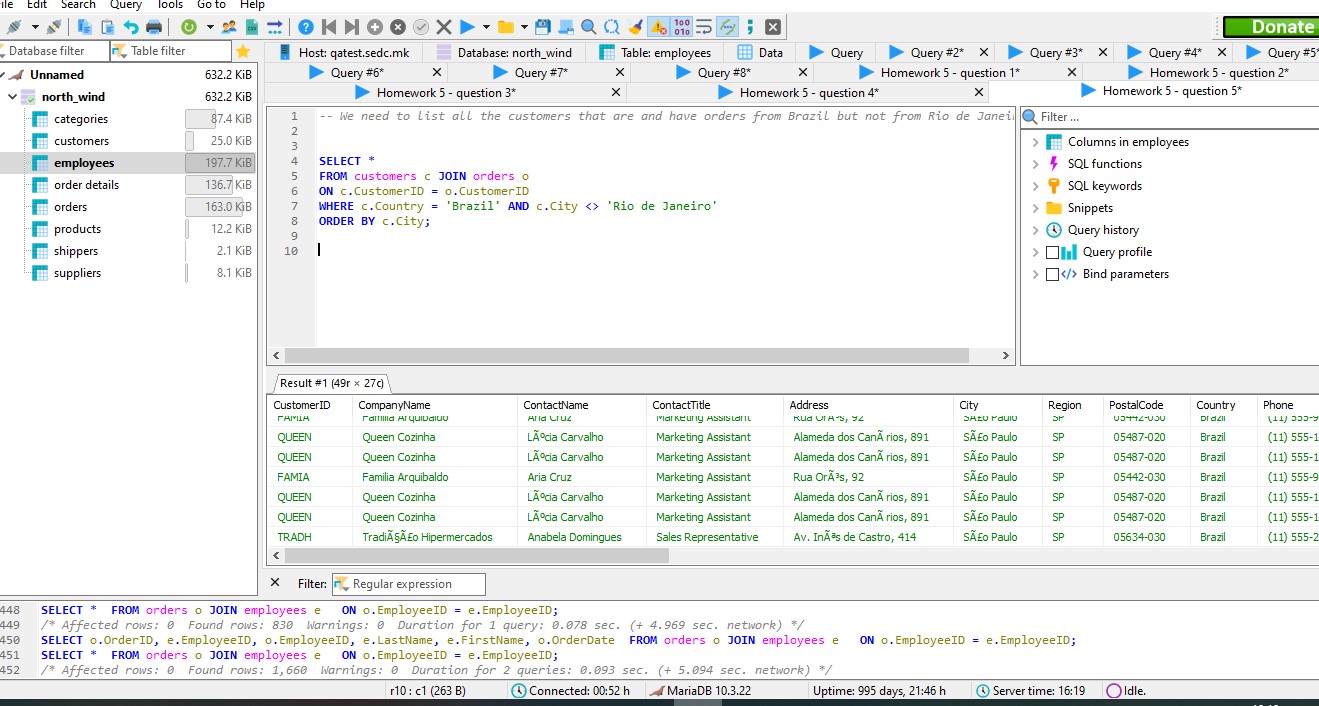 ile Edit Search Query Tools Go to Help
Donate
Database filter Table filter
Host: qatest.sedc.mk Database: north_wind Table: employees Data Query Query #2* Query #3* Query #4* Query #5*
Query #6* Query #7* Query #8* Homework 5 - question 1* Homework 5 - question 2*
Homework 5 - question 3* Homework 5 - question 4* Homework 5 - question 5*
Unnamed 632.2 KiB
north_wind 632.2 KiB
categories 87.4 KiB
customers 25.0 KiB
employees 197.7 KiB
order details 136.7 KiB
orders 163.0 KiB
products 12.2 KiB
shippers 2.1 KiB
suppliers 8.1 KiB
1 -- We need to list all the customers that are and have orders from Brazil but not from Rio de Janei
2
3
4 SELECT *
5 FROM customers c JOIN orders o
6 ON c.CustomerID = o.CustomerID
7 WHERE c.Country = 'Brazil' AND c.City <> 'Rio de Janeiro'
8 ORDER BY c.City;
9
10
Filter ...
Columns in employees
SQL functions
SQL keywords
Snippets
Query history
Query profile
Bind parameters
Result #1 (49r × 27c)
CustomerID CompanyName ContactName ContactTitle Address City Region PostalCode Country Phone
FAMIA Familia Arquibaldo Aria Cruz Marketing Assistant Rua OrÃ³s, 92 SÃ£o Paulo SP 05442-030 Brazil (11) 555-9
QUEEN Queen Cozinha LÃºcia Carvalho Marketing Assistant Alameda dos CanÃ rios, 891 SÃ£o Paulo SP 05487-020 Brazil (11) 555-1
QUEEN Queen Cozinha LÃºcia Carvalho Marketing Assistant Alameda dos CanÃ rios, 891 SÃ£o Paulo SP 05487-020 Brazil (11) 555-1
FAMIA Familia Arquibaldo Aria Cruz Marketing Assistant Rua OrÃ³s, 92 SÃ£o Paulo SP 05442-030 Brazil (11) 555-9
QUEEN Queen Cozinha LÃºcia Carvalho Marketing Assistant Alameda dos CanÃ rios, 891 SÃ£o Paulo SP 05487-020 Brazil (11) 555-1
QUEEN Queen Cozinha LÃºcia Carvalho Marketing Assistant Alameda dos CanÃ rios, 891 SÃ£o Paulo SP 05487-020 Brazil (11) 555-1
TRADH TradiÃ§Ã£o Hipermercados Anabela Domingues Sales Representative Av. InÃªs de Castro, 414 SÃ£o Paulo SP 05634-030 Brazil (11) 555-2
Filter: Regular expression
448 SELECT * FROM orders o JOIN employees e ON o.EmployeeID = e.EmployeeID;
449 /* Affected rows: 0 Found rows: 830 Warnings: 0 Duration for 1 query: 0.078 sec. (+ 4.969 sec. network) */
450 SELECT o.OrderID, e.EmployeeID, o.EmployeeID, e.LastName, e.FirstName, o.OrderDate FROM orders o JOIN employees e ON o.EmployeeID = e.EmployeeID;
451 SELECT * FROM orders o JOIN employees e ON o.EmployeeID = e.EmployeeID;
452 /* Affected rows: 0 Found rows: 1,660 Warnings: 0 Duration for 2 queries: 0.093 sec. (+ 5.094 sec. network) */
r10 : c1 (263 B) Connected: 00:52 h MariaDB 10.3.22 Uptime: 995 days, 21:46 h Server time: 16:19 Idle.